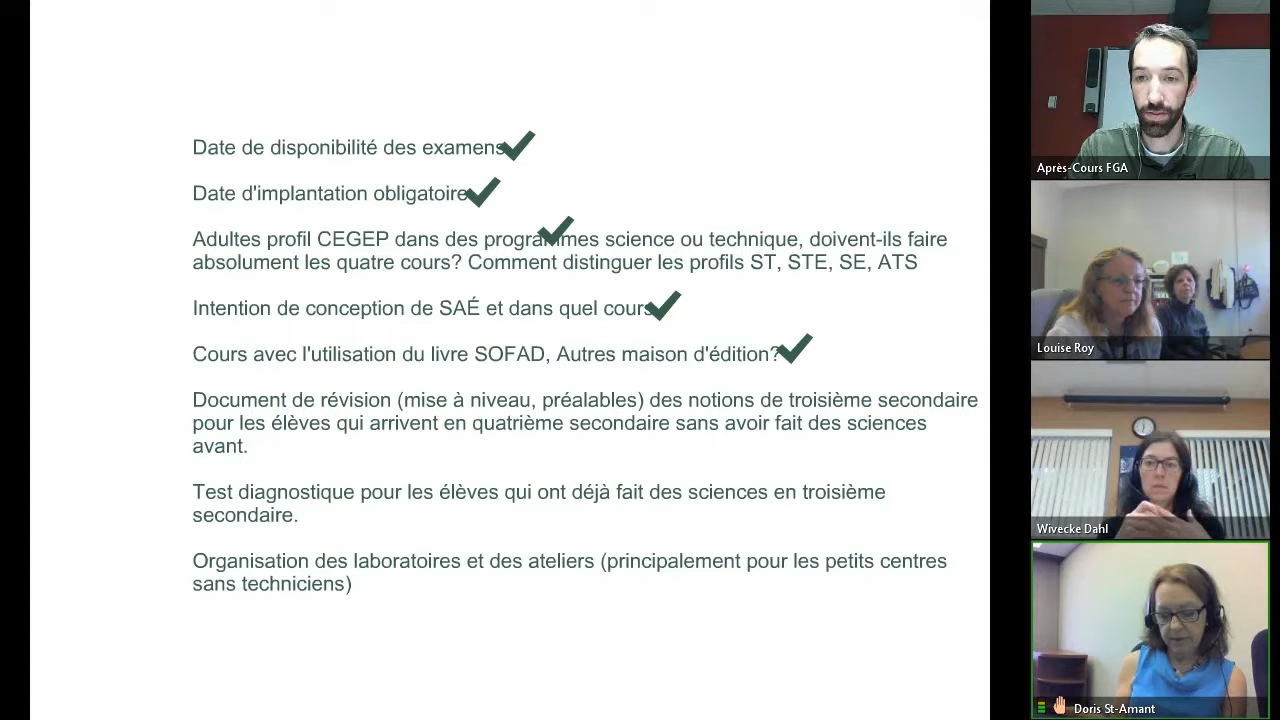 Date de disponibilité des examens
Date d'implantation obligatoire
Adultes profil CEGEP dans des programmes science ou technique, doivent-ils faire
absolument les quatre cours? Comment distinguer les profils ST, STE, SE, ATS
Intention de conception de SAÉ et dans quel cours
Cours avec l'utilisation du livre SOFAD, Autres maison d'édition?
Document de révision (mise à niveau, préalables) des notions de troisième secondaire
pour les élèves qui arrivent en quatrième secondaire sans avoir fait des sciences
avant.
Test diagnostique pour les élèves qui ont déjà fait des sciences en troisième
secondaire.
Organisation des laboratoires et des ateliers (principalement pour les petits centres
sans techniciens)
Après-Cours FGA
Louise Roy
Wivecke Dahl
Doris St-Amant